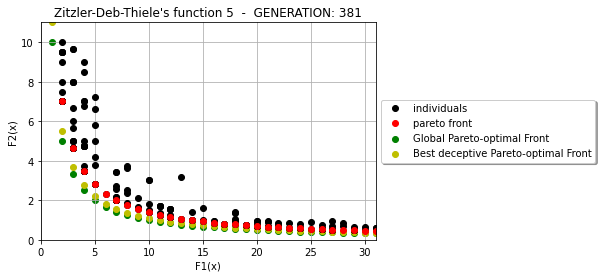 Zitzler-Deb-Thiele's function 5 - GENERATION: 381
10
8
6
4
2
0
F2(x)
0 5 10 15 20 25 30
F1(x)
individuals
pareto front
Global Pareto-optimal Front
Best deceptive Pareto-optimal Front